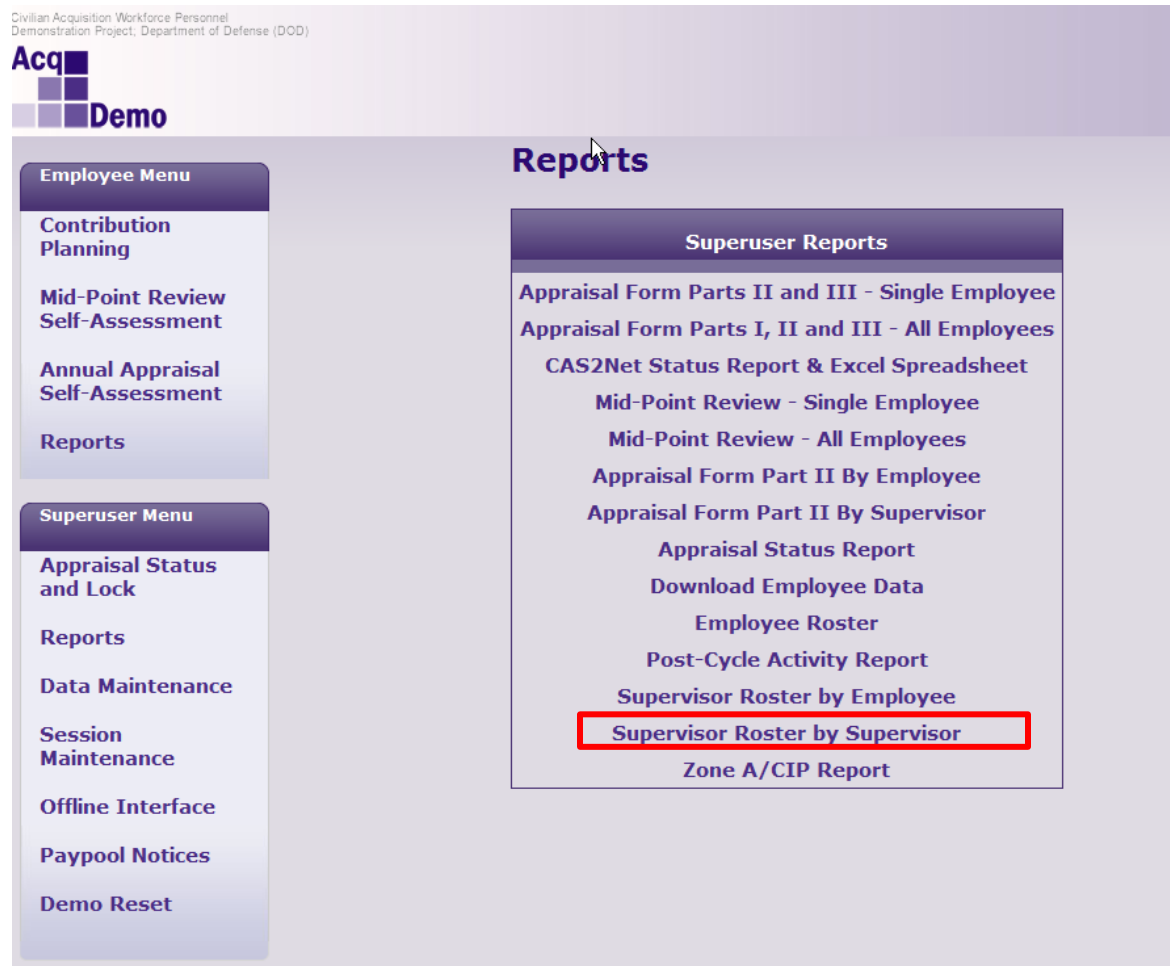 Civilian Acquisition Workforce Personnel
Demonstration Project; Department of Defense (DOD)
Acq
Demo
Employee Menu
Contribution
Planning
Mid-Point Review
Self-Assessment
Annual Appraisal
Self-Assessment
Reports
Superuser Menu
Appraisal Status
and Lock
Reports
Data Maintenance
Session
Maintenance
Offline Interface
Paypool Notices
Demo Reset
Reports
Superuser Reports
Appraisal Form Parts II and III - Single Employee
Appraisal Form Parts I, II and III - All Employees
CAS2Net Status Report & Excel Spreadsheet
Mid-Point Review - Single Employee
Mid-Point Review - All Employees
Appraisal Form Part II By Employee
Appraisal Form Part II By Supervisor
Appraisal Status Report
Download Employee Data
Employee Roster
Post-Cycle Activity Report
Supervisor Roster by Employee
Supervisor Roster by Supervisor
Zone A/CIP Report